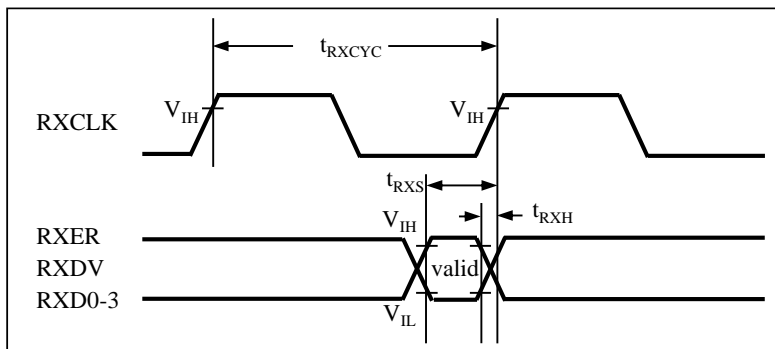 tRXCYC
RXCLK
VIH
VIH
tRXS
VIH
tRXH
RXER
RXDV
valid
RXD0-3
VIL